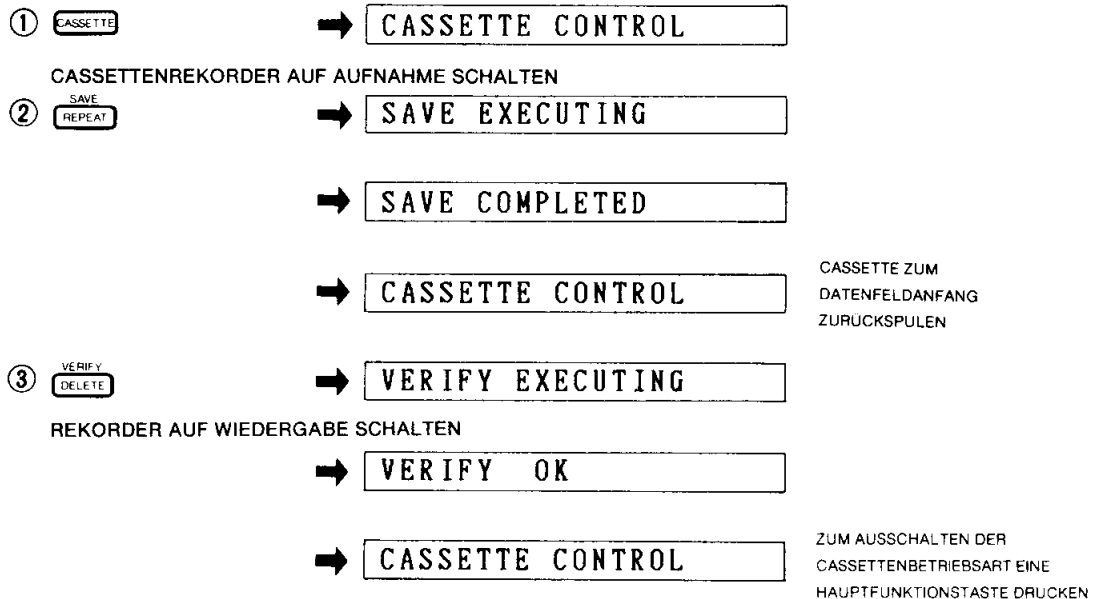 ① CASSETTE
CASSETTE CONTROL
CASSETTENREKORDER AUF AUFNAHME SCHALTEN
SAVE
② REPEAT
SAVE EXECUTING
SAVE COMPLETED
CASSETTE CONTROL
CASSETTE ZUM
DATENFELDANFANG
ZURÜCKSPULEN
VERIFY
③ DELETE
VERIFY EXECUTING
REKORDER AUF WIEDERGABE SCHALTEN
VERIFY OK
CASSETTE CONTROL
ZUM AUSSCHALTEN DER
CASSETTENBETRIEBSART EINE
HAUPTFUNKTIONSTASTE DRUCKEN